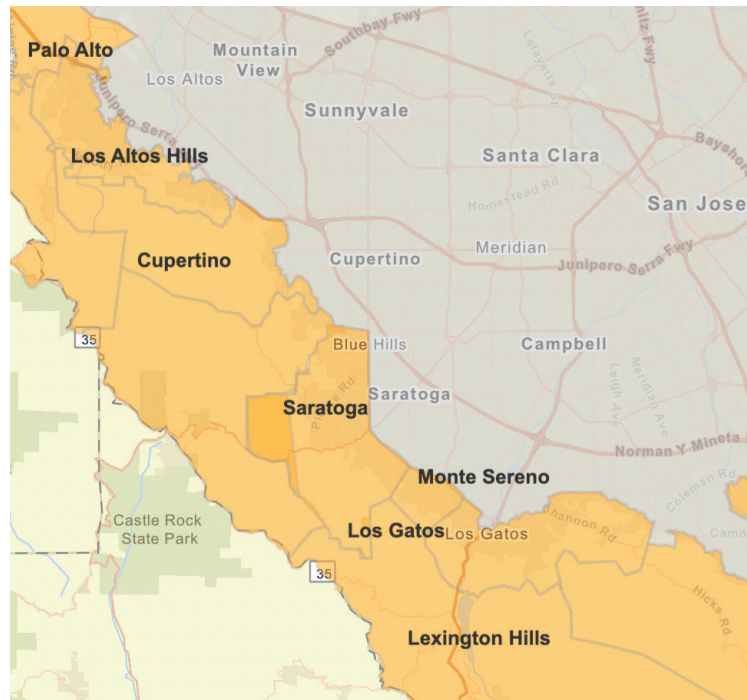 Palo Alto
Mountain
View
Southbay Fwy
Lafayette St
Los Altos
Junipero Serra
Sunnyvale
Los Altos Hills
Santa Clara
Bayshore
Homestead Rd
San Jose
Cupertino
Cupertino
Meridian
Junipero Serra Fwy
35
Blue Hills
Campbell
Saratoga
Saratoga
Leigh Ave
Meridian Ave
Norman Y Mineta
Monte Sereno
Coleman Rd
Castle Rock
State Park
Los Gatos
Los Gatos
Shannon Rd
Camd
35
Hicks Rd
Lexington Hills